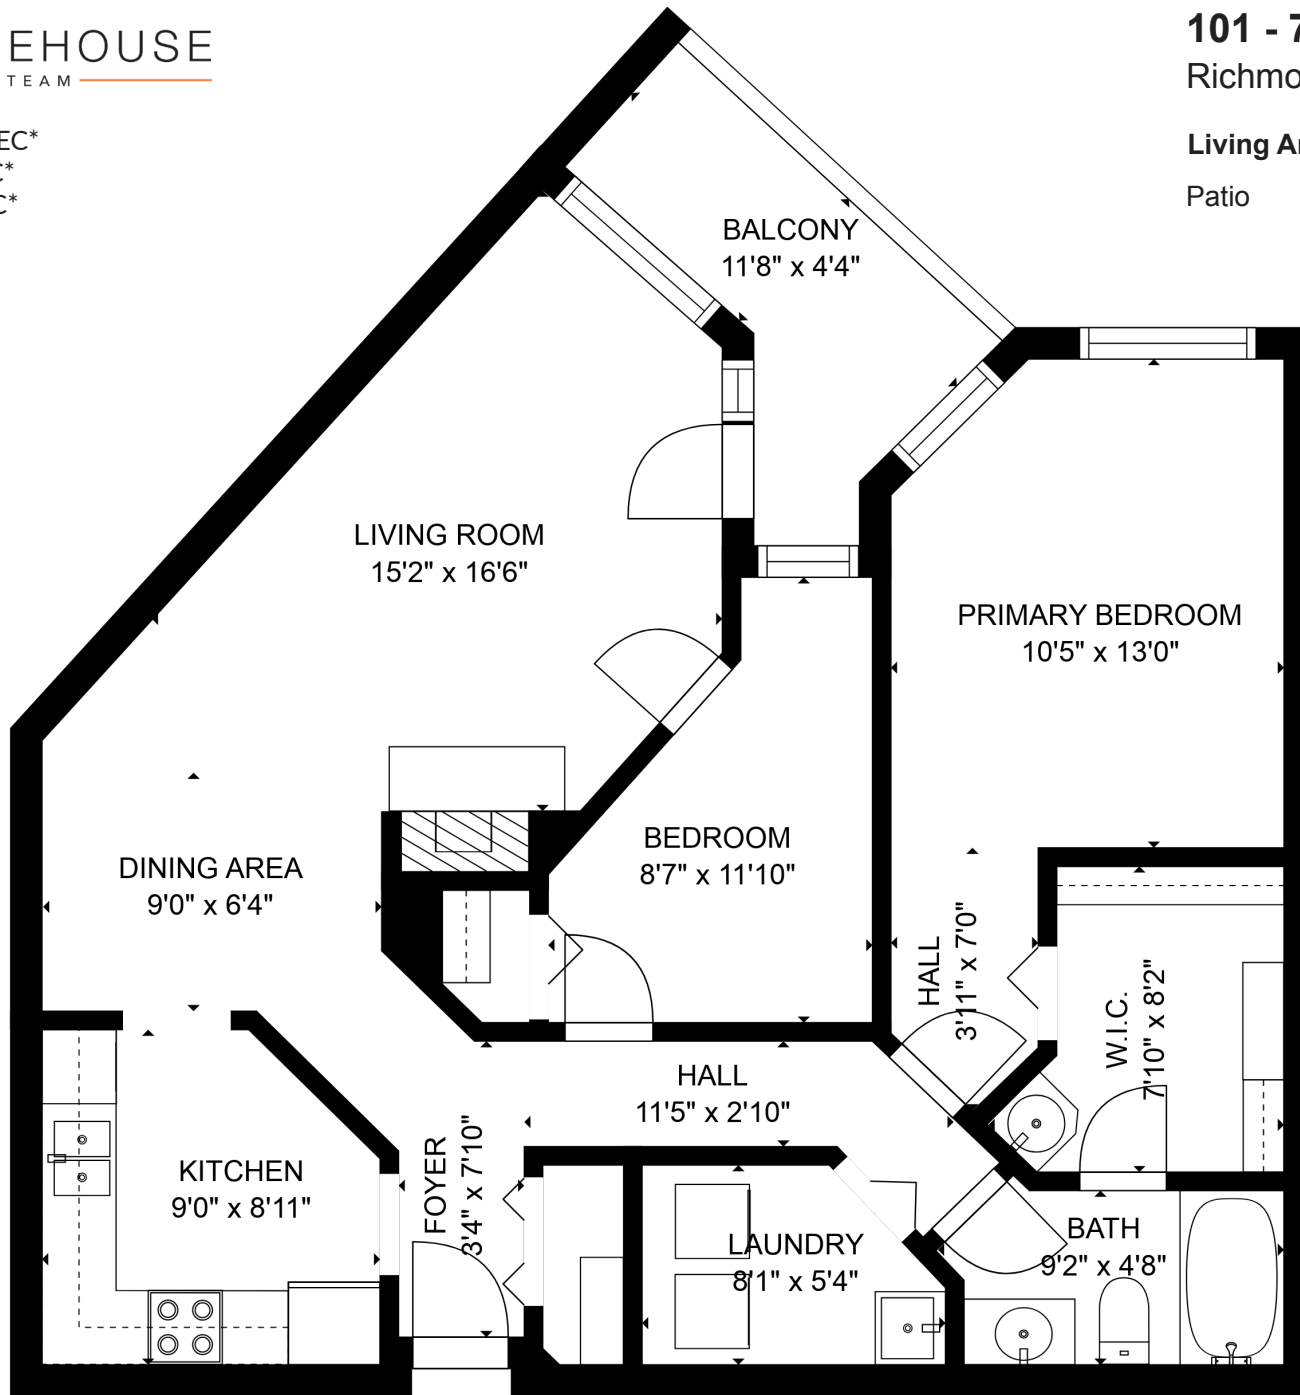 EHOUSE
TEAM
EC*
C*
C*
101 - 7
Richmo
Living Ar
Patio
BALCONY
11'8" x 4'4"
LIVING ROOM
15'2" x 16'6"
PRIMARY BEDROOM
10'5" x 13'0"
BEDROOM
8'7" x 11'10"
DINING AREA
9'0" x 6'4"
HALL
3'11" x 7'0"
W.I.C.
7'10" x 8'2"
HALL
11'5" x 2'10"
KITCHEN
9'0" x 8'11"
FOYER
3'4" x 7'10"
LAUNDRY
8'1" x 5'4"
BATH
9'2" x 4'8"